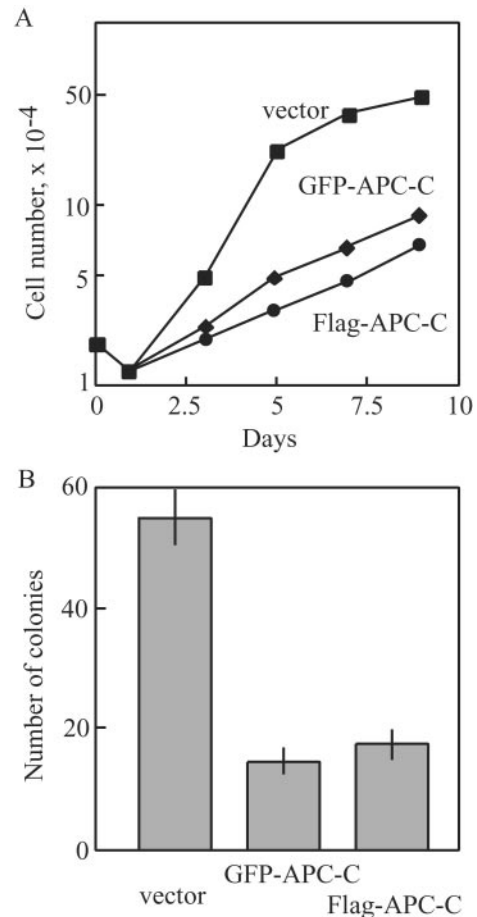 A
Cell number, x 10-4
50
10
5
1
vector
GFP-APC-C
Flag-APC-C
0
2.5
5
7.5
10
Days
B
Number of colonies
60
40
20
0
vector
GFP-APC-C
Flag-APC-C